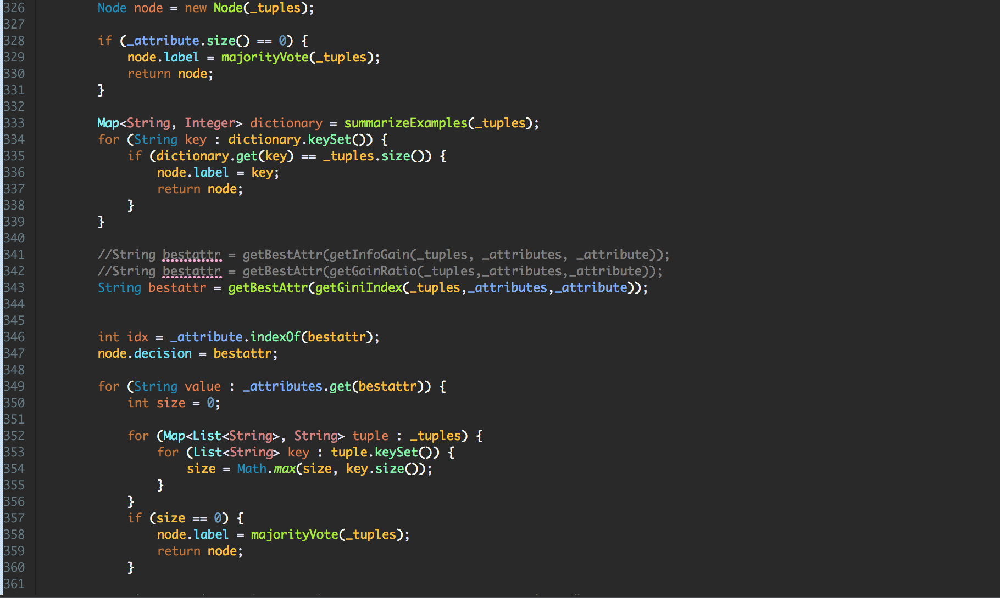 326 Node node = new Node(_tuples);
327
328 if (_attribute.size() == 0) {
329 node.label = majorityVote(_tuples);
330 return node;
331 }
332
333 Map<String, Integer> dictionary = summarizeExamples(_tuples);
334 for (String key : dictionary.keySet()) {
335 if (dictionary.get(key) == _tuples.size()) {
336 node.label = key;
337 return node;
338 }
339 }
340
341 //String bestattr = getBestAttr(getInfoGain(_tuples, _attributes, _attribute));
342 //String bestattr = getBestAttr(getGainRatio(_tuples,_attributes,_attribute));
343 String bestattr = getBestAttr(getGiniIndex(_tuples,_attributes,_attribute));
344
345
346 int idx = _attribute.indexOf(bestattr);
347 node.decision = bestattr;
348
349 for (String value : _attributes.get(bestattr)) {
350 int size = 0;
351
352 for (Map<List<String>, String> tuple : _tuples) {
353 for (List<String> key : tuple.keySet()) {
354 size = Math.max(size, key.size());
355 }
356 }
357 if (size == 0) {
358 node.label = majorityVote(_tuples);
359 return node;
360 }
361